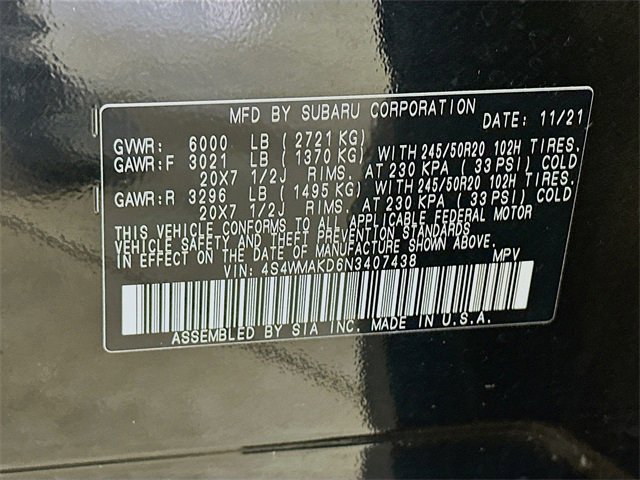 MFD BY SUBARU CORPORATION DATE: 11/21
GVWR: 6000 LB (2721 KG)
GAWR:F 3021 LB (1370 KG) WITH 245/50R20 102H TIRES.
20X7 1/2J RIMS. AT 230 KPA (33 PSI) COLD
GAWR:R 3296 LB (1495 KG) WITH 245/50R20 102H TIRES.
20X7 1/2J RIMS. AT 230 KPA (33 PSI) COLD
THIS VEHICLE CONFORMS TO ALL APPLICABLE FEDERAL MOTOR
VEHICLE SAFETY AND THEFT PREVENTION STANDARDS
IN EFFECT ON THE DATE OF MANUFACTURE SHOWN ABOVE.
VIN: 4S4WMAKD6N3407438 MPV
ASSEMBLED BY SIA INC. MADE IN U.S.A.